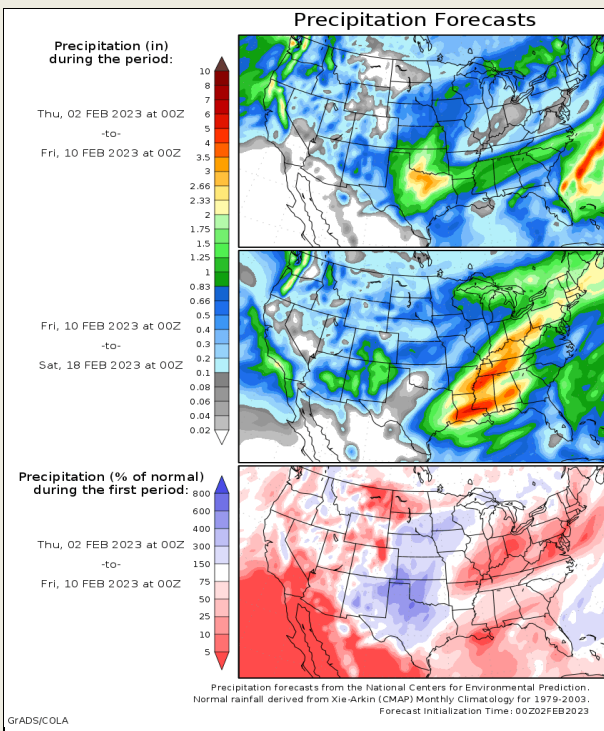 Precipitation Forecasts
Precipitation (in)
during the period:
Thu, 02 FEB 2023 at 00Z
-to-
Fri, 10 FEB 2023 at 00Z
10
8
7
6
5
4
3.5
3
2.66
2.33
2
1.75
1.5
1.25
1
0.83
0.66
0.5
0.4
0.3
0.2
0.1
0.08
0.06
0.04
0.02
Fri, 10 FEB 2023 at 00Z
-to-
Sat, 18 FEB 2023 at 00Z
Precipitation (% of normal)
during the first period:
Thu, 02 FEB 2023 at 00Z
-to-
Fri, 10 FEB 2023 at 00Z
800
600
400
300
150
75
50
25
10
5
Precipitation forecasts from the National Centers for Environmental Prediction.
Normal rainfall derived from Xie-Arkin (CMAP) Monthly Climatology for 1979-2003.
Forecast Initialization Time: 00Z02FEB2023
GrADS/COLA